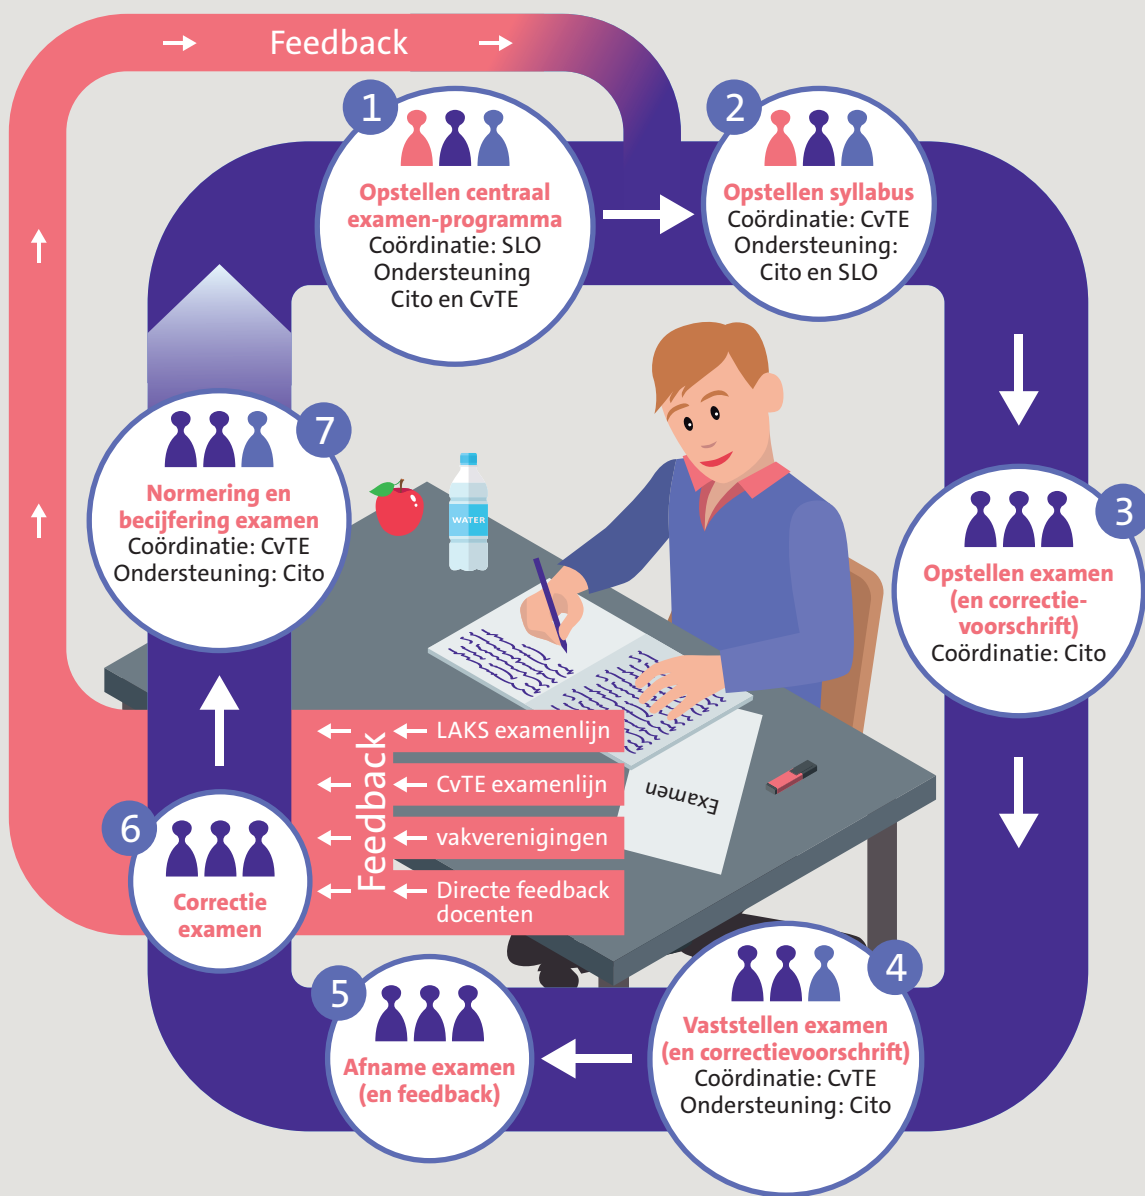 Feedback
1
Opstellen centraal
examen-programma
Coördinatie: SLO
Ondersteuning
Cito en CvTE
2
Opstellen syllabus
Coördinatie: CvTE
Ondersteuning:
Cito en SLO
3
Opstellen examen
(en correctie-
voorschrift)
Coördinatie: Cito
4
Vaststellen examen
(en correctievoorschrift)
Coördinatie: CvTE
Ondersteuning: Cito
5
Afname examen
(en feedback)
6
Correctie
examen
7
Normering en
becijfering examen
Coördinatie: CvTE
Ondersteuning: Cito
WATER
Feedback
LAKS examenlijn
CvTE examenlijn
vakverenigingen
Directe feedback
docenten
Examen